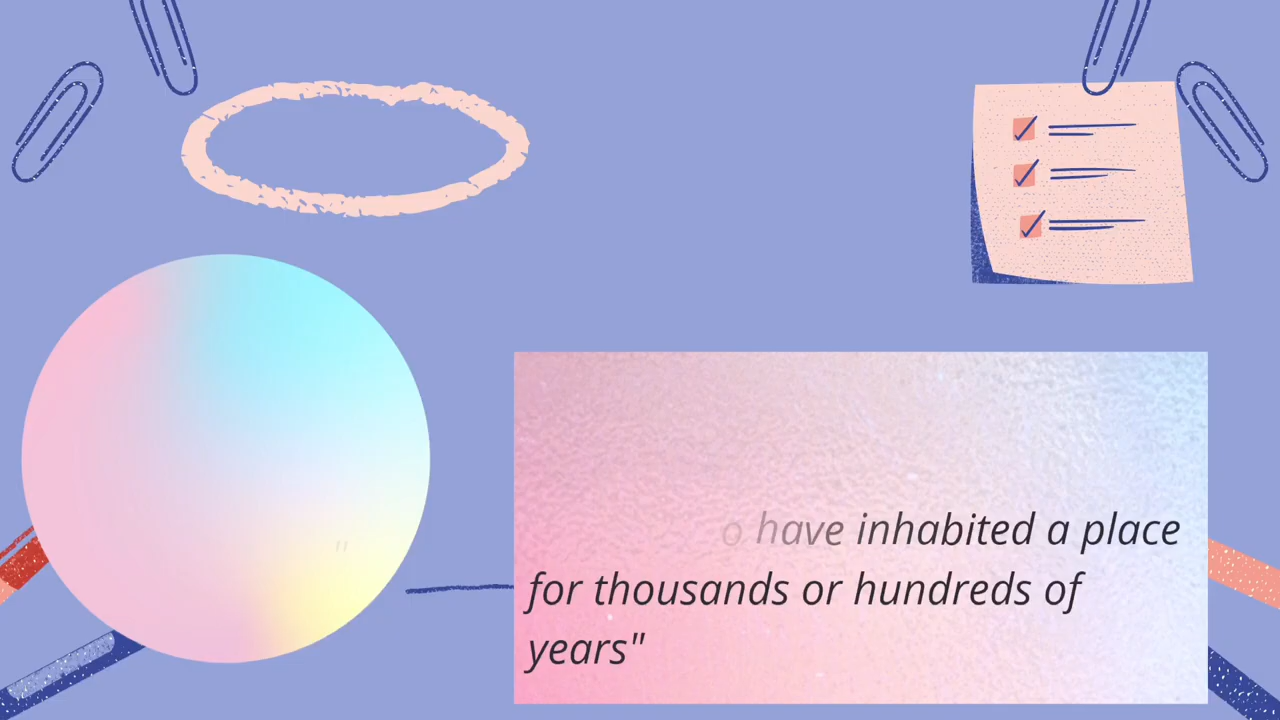 have inhabited a place
for thousands or hundreds of
years"